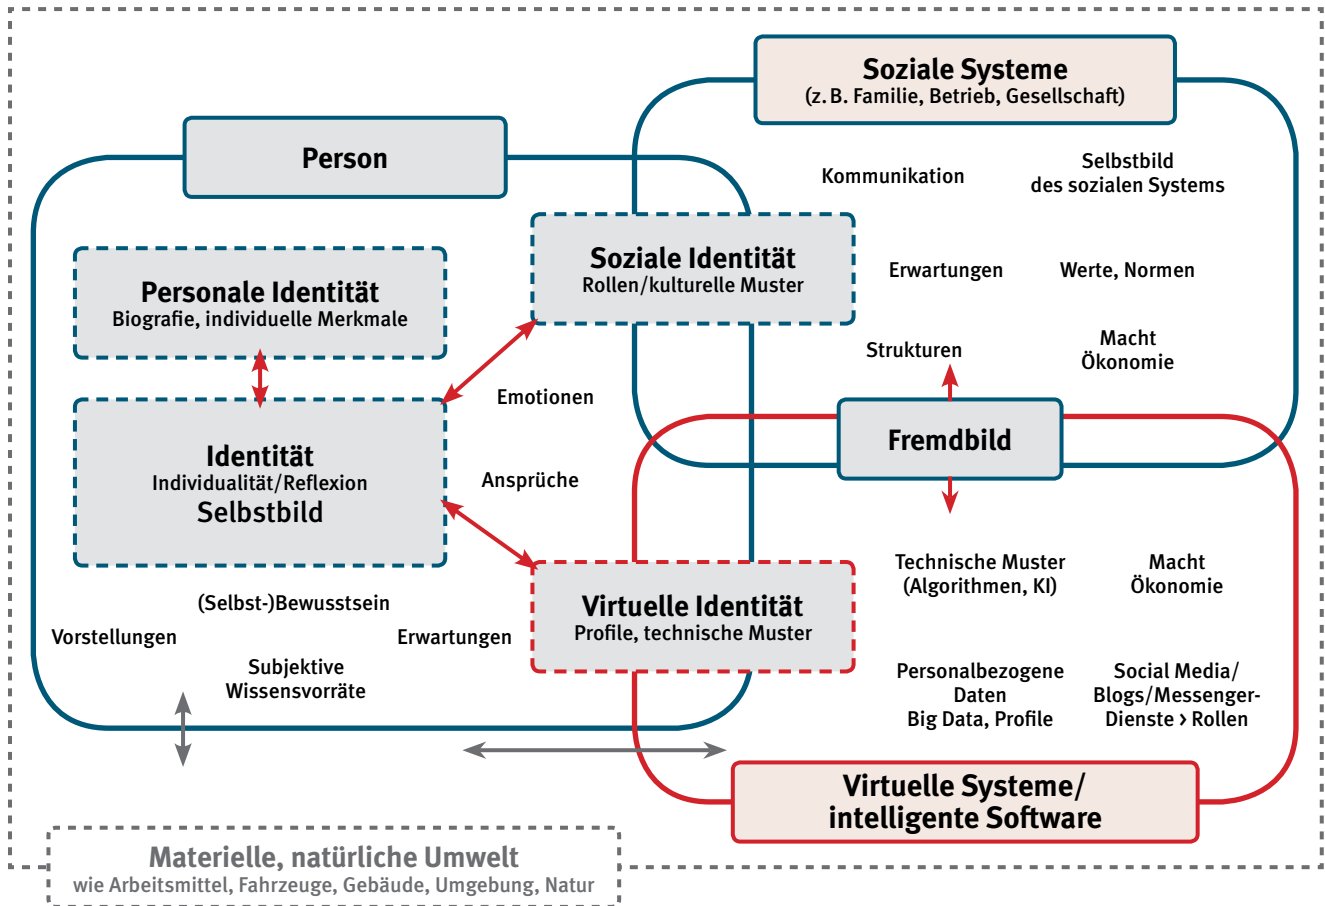 Soziale Systeme
(z. B. Familie, Betrieb, Gesellschaft)
Person
Kommunikation
Selbstbild
des sozialen Systems
Soziale Identität
Rollen/kulturelle Muster
Personale Identität
Biografie, individuelle Merkmale
Erwartungen
Werte, Normen
Strukturen
Macht
Ökonomie
Emotionen
Fremdbild
Identität
Individualität/Reflexion
Selbstbild
Ansprüche
Technische Muster
(Algorithmen, KI)
Macht
Ökonomie
Virtuelle Identität
Profile, technische Muster
(Selbst-)Bewusstsein
Vorstellungen
Erwartungen
Subjektive
Wissensvorräte
Personalbezogene
Daten
Big Data, Profile
Social Media/
Blogs/Messenger-
Dienste > Rollen
Virtuelle Systeme/
intelligente Software
Materielle, natürliche Umwelt
wie Arbeitsmittel, Fahrzeuge, Gebäude, Umgebung, Natur